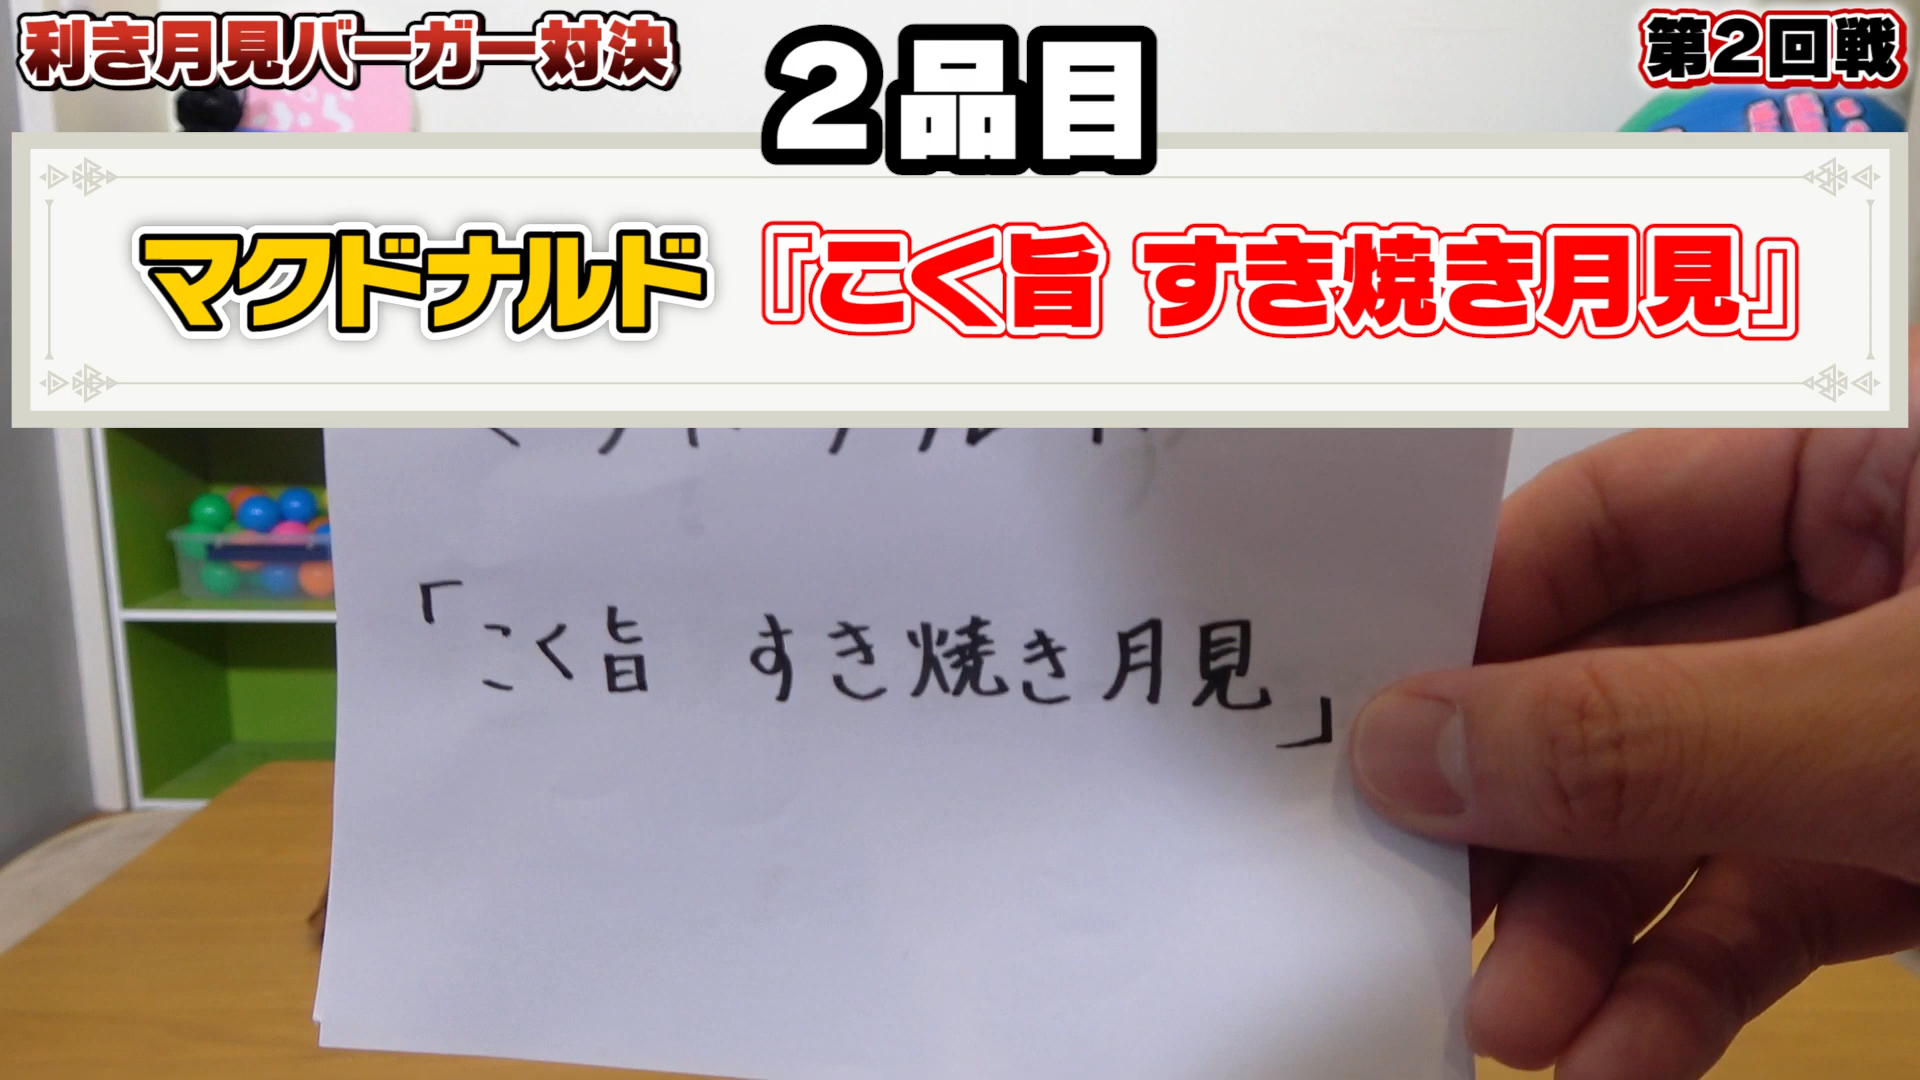 利き月見バーガー対決
第2回戦
2品目
マクドナルド『こく旨 すき焼き月見』
「こく旨 すき焼き月見」